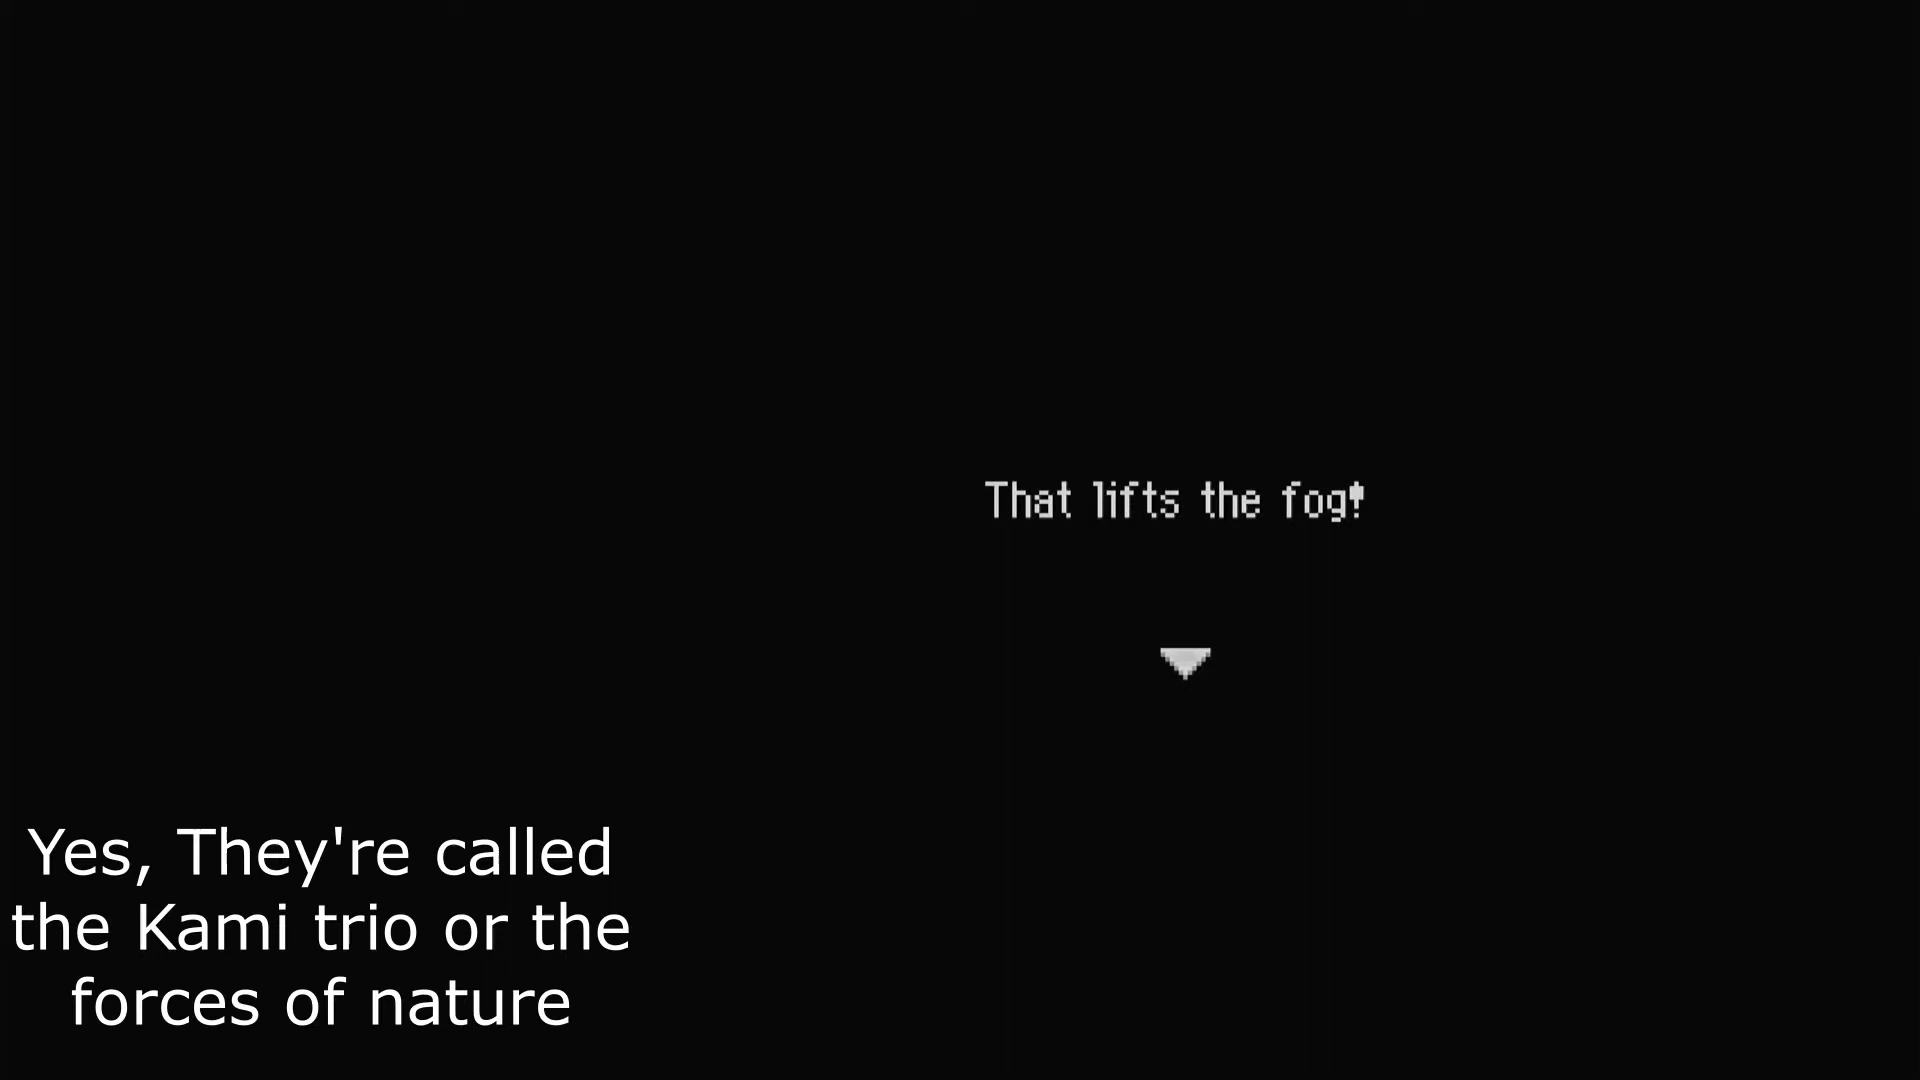 That lifts the fog!
Yes, They're called
the Kami trio or the
forces of nature